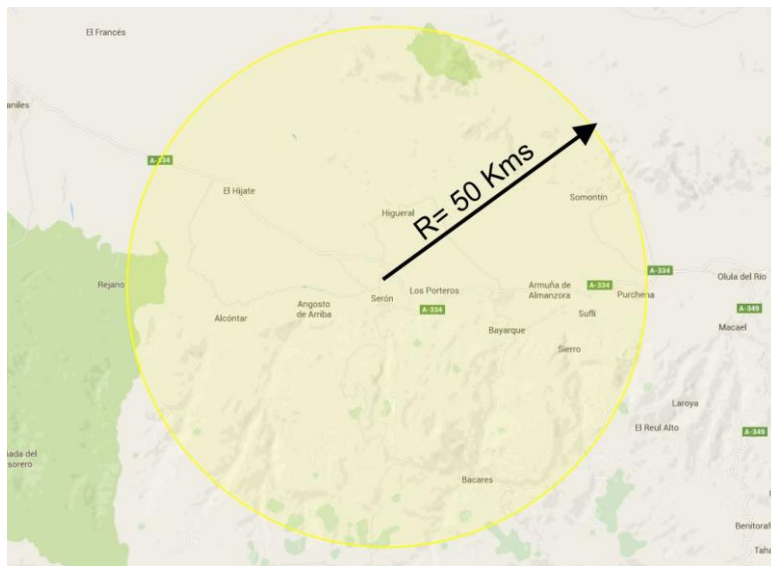 El Francés
aniles
A-334
El Hijate
Higueral
R= 50 Kms
Somontín
Rejano
A-334
Olula del Río
Angosto
de Arriba
Serón
Los Porteros
A-334
Armuña de
Almanzora
A-334
Purchena
A-349
Alcóntar
Bayarque
Suflí
Macael
Sierro
Laroya
El Reul Alto
A-349
ada del
sorero
Bacares
Benitoraf
Taha